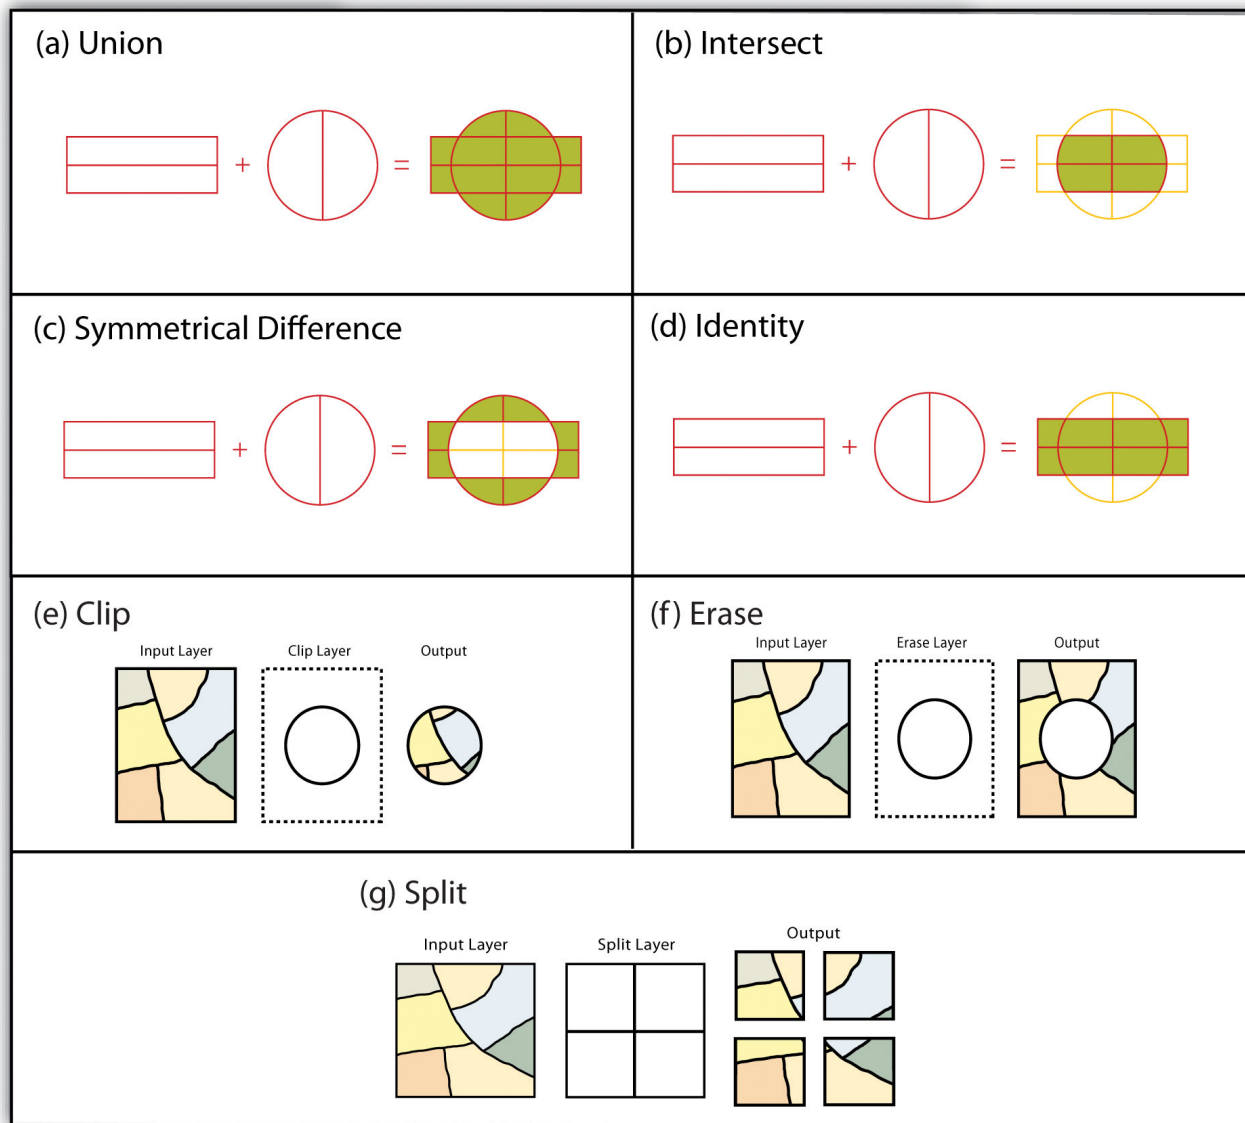 (a) Union
+ =
(b) Intersect
+ =
(c) Symmetrical Difference
+ =
(d) Identity
+ =
(e) Clip
Input Layer Clip Layer Output
(f) Erase
Input Layer Erase Layer Output
(g) Split
Input Layer Split Layer Output